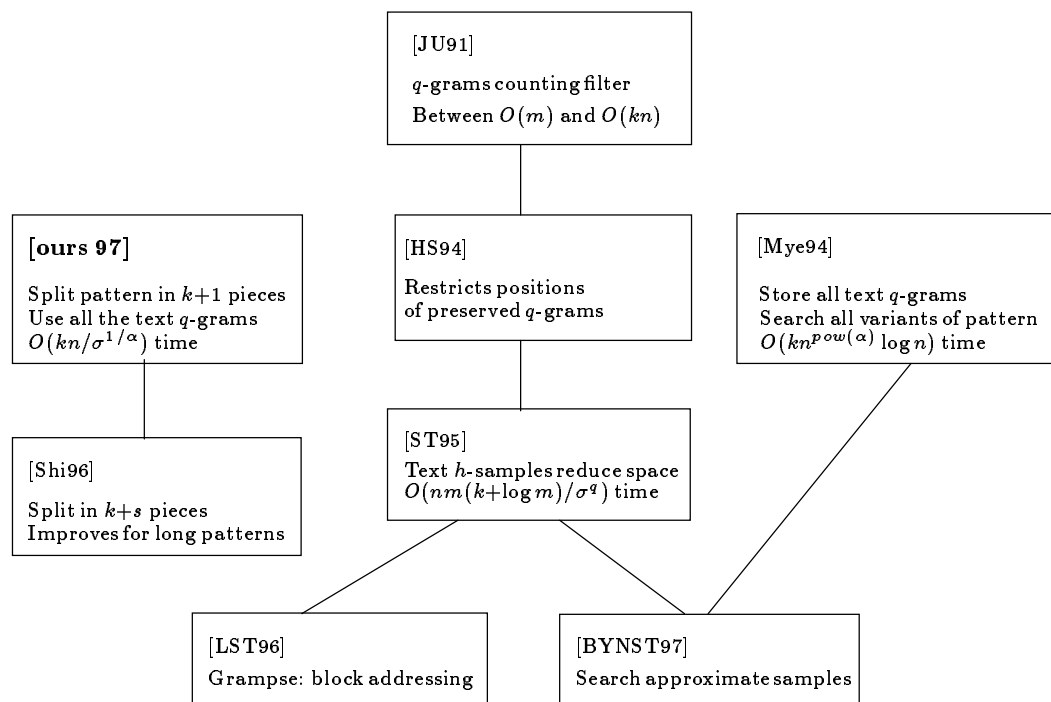 [JU91]
q-grams counting filter
Between O(m) and O(kn)
[ours 97]
Split pattern in k+1 pieces
Use all the text q-grams
O(kn/σ^{1/α}) time
[HS94]
Restricts positions
of preserved q-grams
[Mye94]
Store all text q-grams
Search all variants of pattern
O(kn^{pow(α)} log n) time
[Shi96]
Split in k+s pieces
Improves for long patterns
[ST95]
Text h-samples reduce space
O(nm(k+log m)/σ^q) time
[LST96]
Grampse: block addressing
[BYNST97]
Search approximate samples